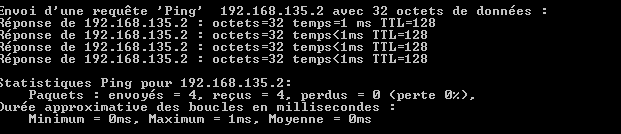 Envoi d'une requête 'Ping'  192.168.135.2 avec 32 octets de données :
Réponse de 192.168.135.2 : octets=32 temps=1 ms TTL=128
Réponse de 192.168.135.2 : octets=32 temps<1ms TTL=128
Réponse de 192.168.135.2 : octets=32 temps<1ms TTL=128
Réponse de 192.168.135.2 : octets=32 temps<1ms TTL=128
Statistiques Ping pour 192.168.135.2:
    Paquets : envoyés = 4, reçus = 4, perdus = 0 (perte 0%),
Durée approximative des boucles en millisecondes :
    Minimum = 0ms, Maximum = 1ms, Moyenne = 0ms